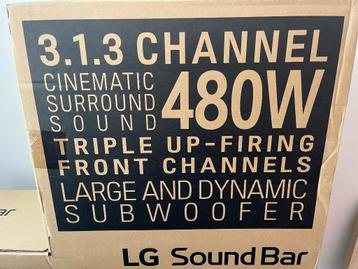 3.1.3 CHANNEL
CINEMATIC
SURROUND
SOUND
480W
TRIPLE UP-FIRING
FRONT CHANNELS
LARGE AND DYNAMIC
SUBWOOFER
LG Sound Bar
Bar